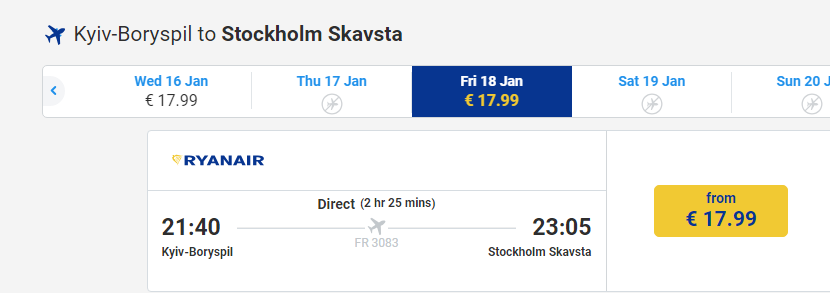 Kyiv-Boryspil to Stockholm Skavsta
Wed 16 Jan Thu 17 Jan Fri 18 Jan Sat 19 Jan Sun 20 J
€ 17.99 € 17.99
RYANAIR
Direct (2 hr 25 mins)
from
21:40 23:05 € 17.99
FR 3083
Kyiv-Boryspil Stockholm Skavsta